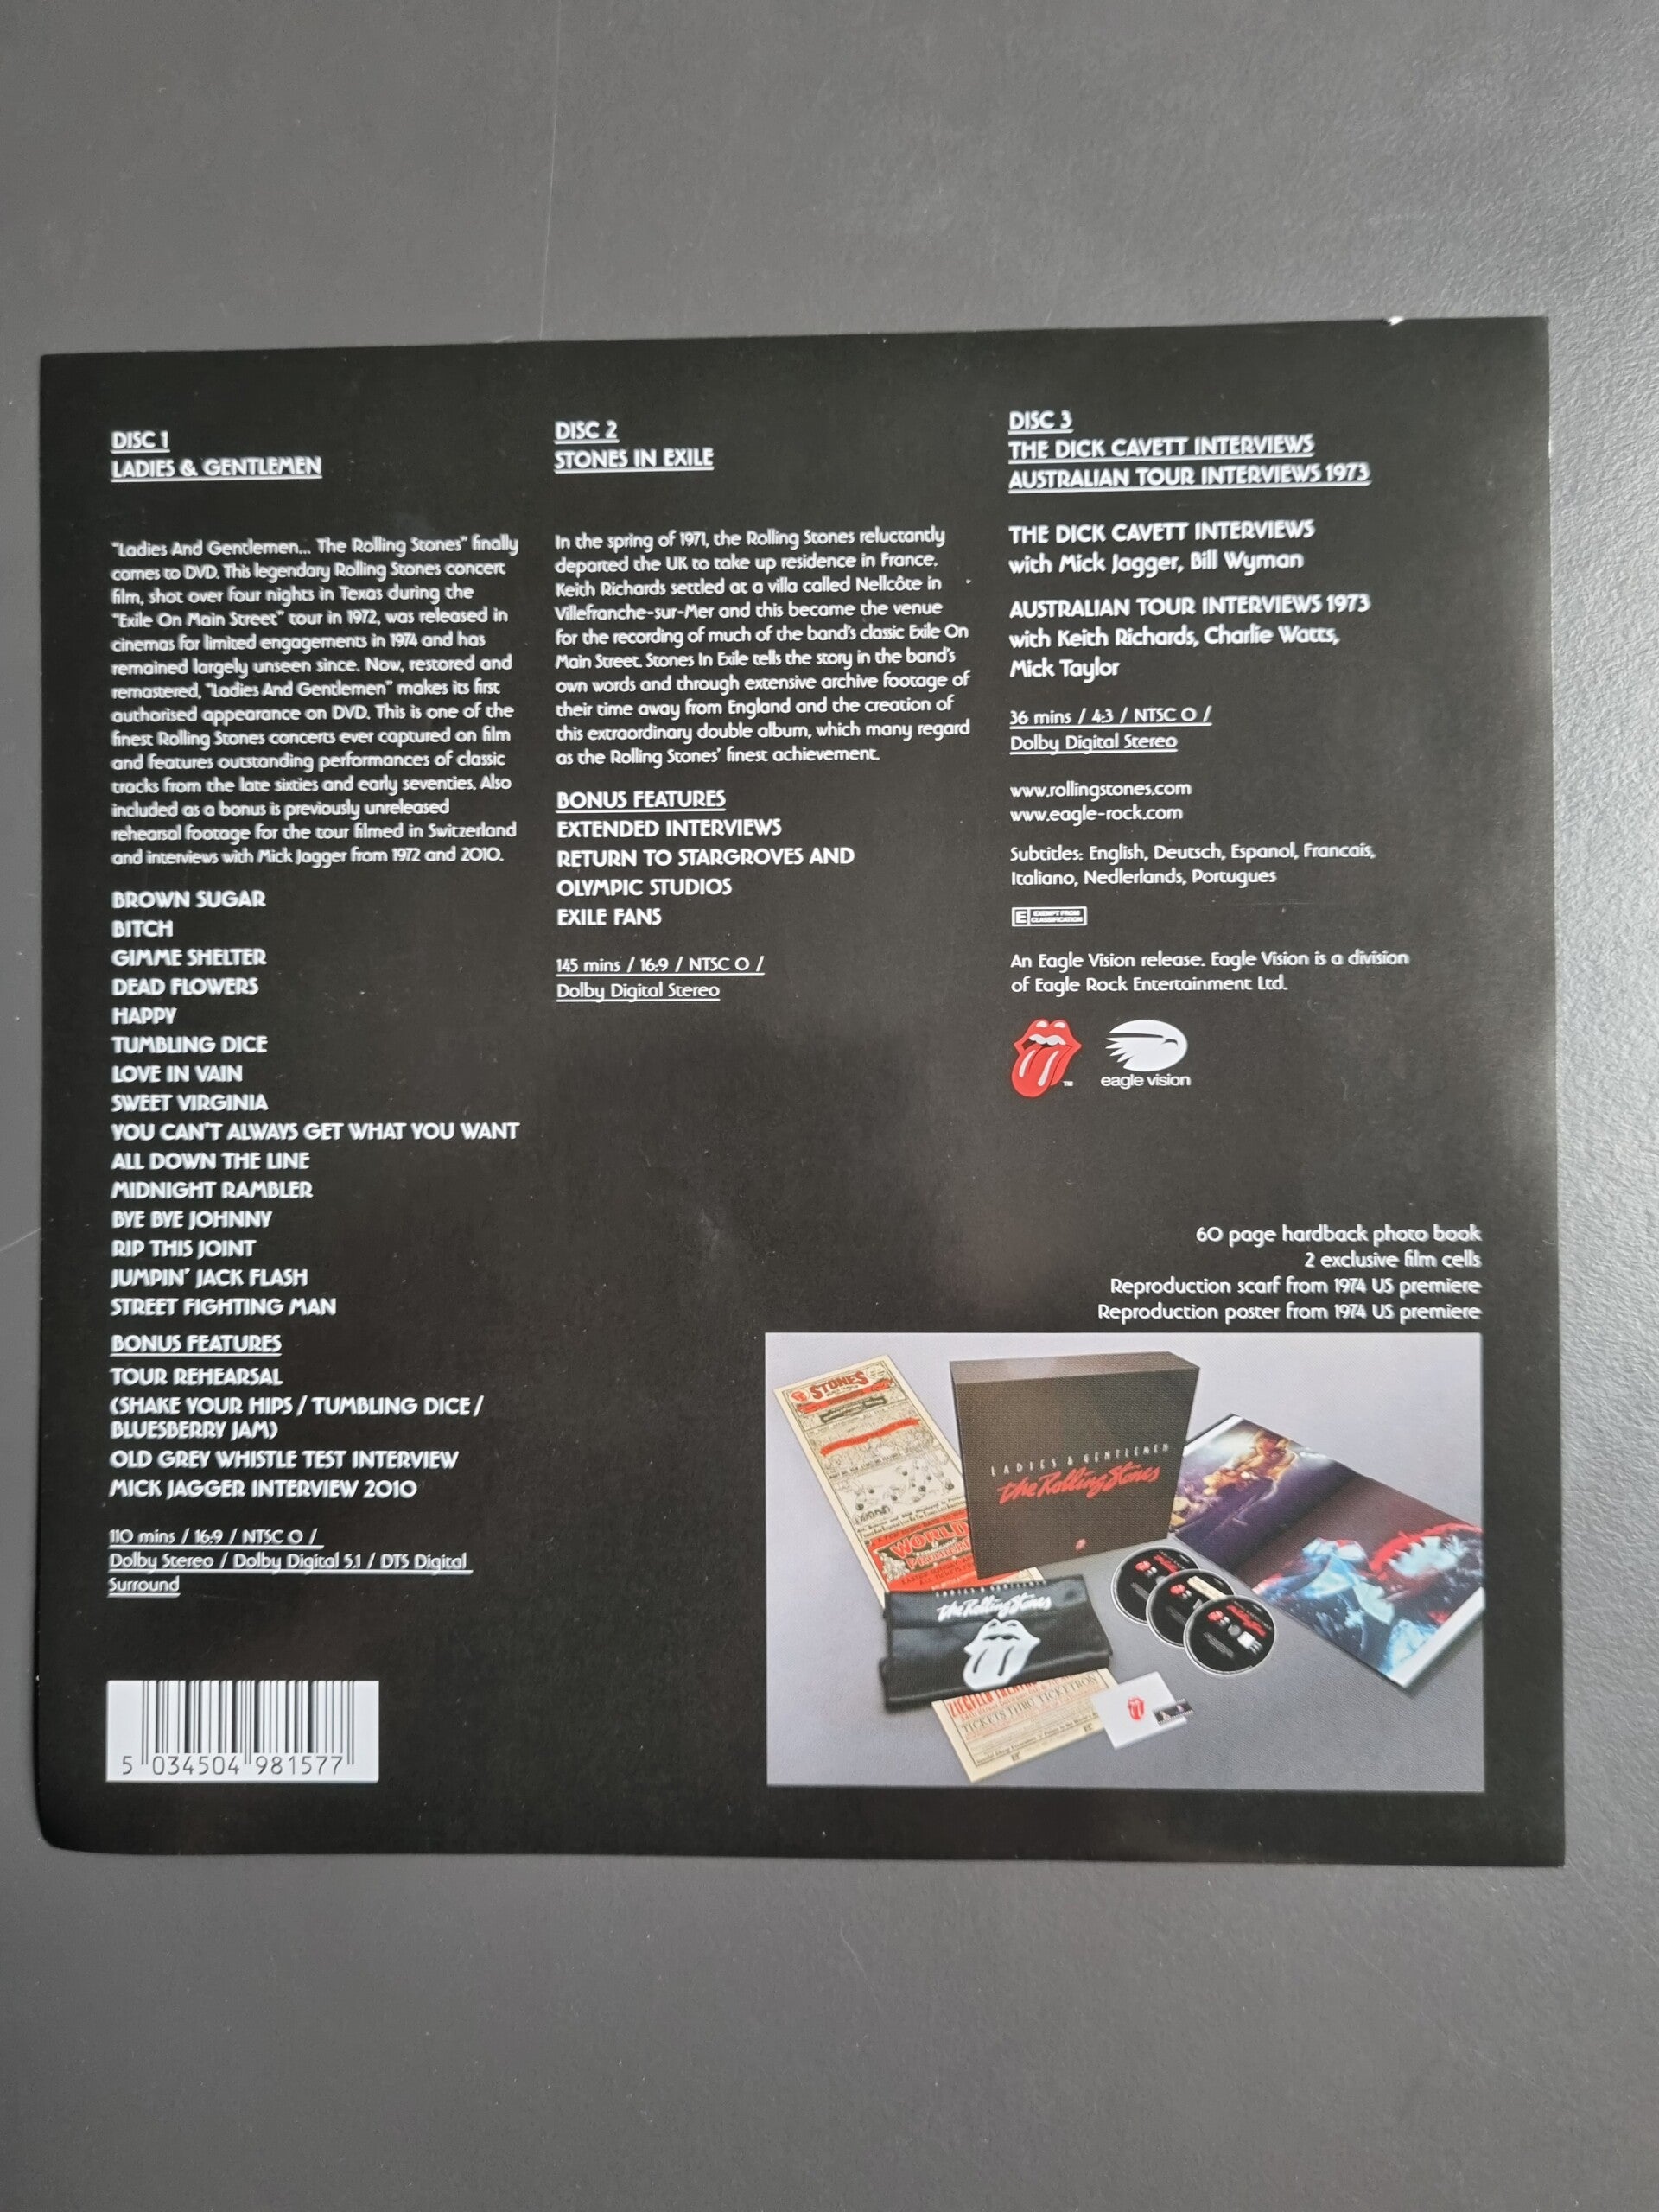 DISC 1
LADIES & GENTLEMEN
"Ladies And Gentlemen... The Rolling Stones" finally
comes to DVD. This legendary Rolling Stones concert
film, shot over four nights in Texas during the
"Exile On Main Street" tour in 1972, was released in
cinemas for limited engagements in 1974 and has
remained largely unseen since. Now, restored and
remastered, "Ladies And Gentlemen" makes its first
authorised appearance on DVD. This is one of the
finest Rolling Stones concerts ever captured on film
and features outstanding performances of classic
tracks from the late sixties and early seventies. Also
included as a bonus is previously unreleased
rehearsal footage for the tour filmed in Switzerland
and interviews with Mick Jagger from 1972 and 2010.
BROWN SUGAR
BITCH
GIMME SHELTER
DEAD FLOWERS
HAPPY
TUMBLING DICE
LOVE IN VAIN
SWEET VIRGINIA
YOU CAN'T ALWAYS GET WHAT YOU WANT
ALL DOWN THE LINE
MIDNIGHT RAMBLER
BYE BYE JOHNNY
RIP THIS JOINT
JUMPIN' JACK FLASH
STREET FIGHTING MAN
BONUS FEATURES
TOUR REHEARSAL
(SHAKE YOUR HIPS / TUMBLING DICE /
BLUESBERRY JAM)
OLD GREY WHISTLE TEST INTERVIEW
MICK JAGGER INTERVIEW 2010
110 mins / 16:9 / NTSC O /
Dolby Stereo / Dolby Digital 5.1 / DTS Digital
Surround
5 034504 981577
DISC 2
STONES IN EXILE
In the spring of 1971, the Rolling Stones reluctantly
departed the UK to take up residence in France.
Keith Richards settled at a villa called Nellcôte in
Villefranche-sur-Mer and this became the venue
for the recording of much of the band's classic Exile On
Main Street. Stones In Exile tells the story in the band's
own words and through extensive archive footage of
their time away from England and the creation of
this extraordinary double album, which many regard
as the Rolling Stones' finest achievement.
BONUS FEATURES
EXTENDED INTERVIEWS
RETURN TO STARGROVES AND
OLYMPIC STUDIOS
EXILE FANS
145 mins / 16:9 / NTSC O /
Dolby Digital Stereo
DISC 3
THE DICK CAVETT INTERVIEWS
AUSTRALIAN TOUR INTERVIEWS 1973
THE DICK CAVETT INTERVIEWS
with Mick Jagger, Bill Wyman
AUSTRALIAN TOUR INTERVIEWS 1973
with Keith Richards, Charlie Watts,
Mick Taylor
36 mins / 4:3 / NTSC O /
Dolby Digital Stereo
www.rollingstones.com
www.eagle-rock.com
Subtitles: English, Deutsch, Espanol, Francais,
Italiano, Nedlerlands, Portugues
E EXEMPT FROM
CLASSIFICATION
An Eagle Vision release. Eagle Vision is a division
of Eagle Rock Entertainment Ltd.
TM
eagle vision
60 page hardback photo book
2 exclusive film cells
Reproduction scarf from 1974 US premiere
Reproduction poster from 1974 US premiere
STONES
LADIES & GENTLEMEN
the Rolling Stones
WORLD
PREMIERE
LADIES & GENTLEMEN
the Rolling Stones
ZIEGFELD
TICKETS THRU TICKETRON